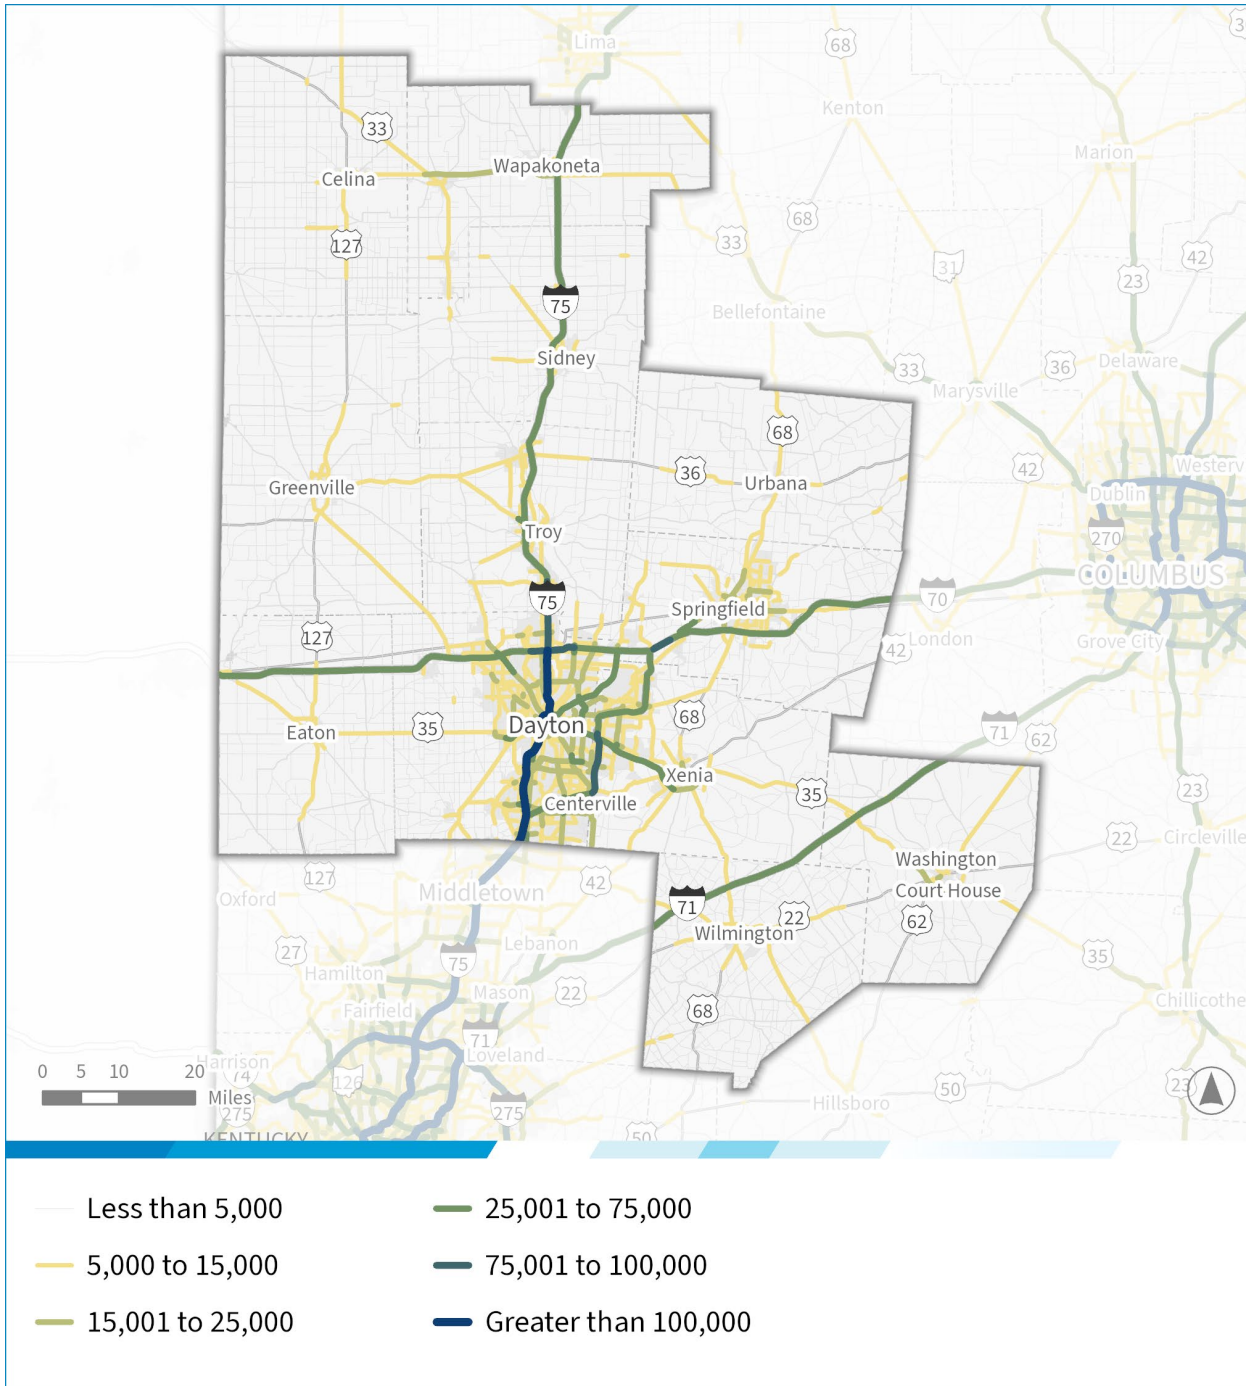 Lima
68
3
Kenton
33
Marion
Wapakoneta
Celina
68
127
33
42
31
23
75
Bellefontaine
Sidney
Delaware
33
36
Marysville
68
Westerv
42
36
Urbana
Greenville
Dublin
Troy
270
COLUMBUS
75
70
Springfield
127
London
Grove City
42
68
Dayton
35
71
Eaton
62
Xenia
23
35
Centerville
22
Circleville
Washington
Court House
127
42
Middletown
Oxford
71
22
62
Wilmington
Lebanon
27
75
35
Hamilton
Mason
22
Chillicothe
Fairfield
68
71
Loveland
Harrison
74
0 5 10 20
Miles
126
50
23
275
275
Hillsboro
50
KENTUCKY
Less than 5,000
5,000 to 15,000
15,001 to 25,000
25,001 to 75,000
75,001 to 100,000
Greater than 100,000